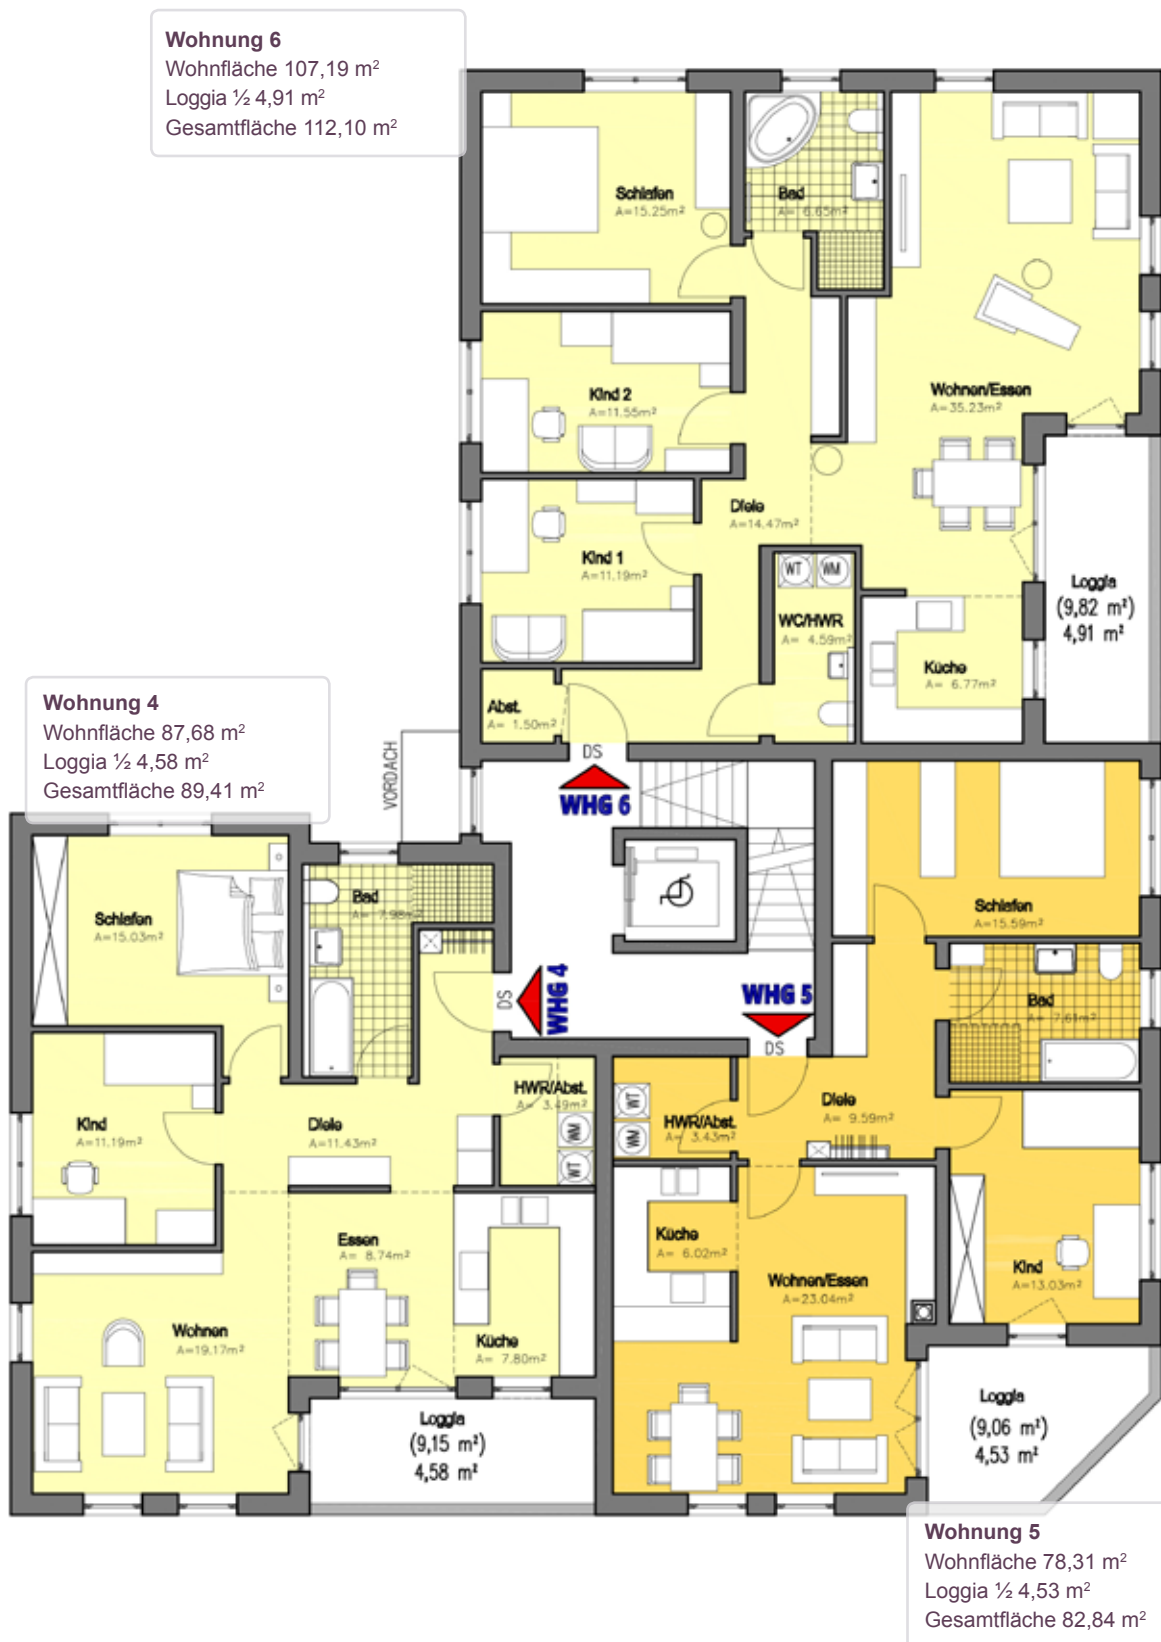 Wohnung 6
Wohnfläche 107,19 m²
Loggia ½ 4,91 m²
Gesamtfläche 112,10 m²
Schlafen
A=15.25m²
Bad
A= 6.65m²
Wohnen/Essen
A=35.23m²
Kind 2
A=11.55m²
Diele
A=14.47m²
Kind 1
A=11.19m²
WT
WM
WC/HWR
A= 4.59m²
Loggia
(9,82 m²)
4,91 m²
Küche
A= 6.77m²
Abst.
A= 1.50m²
DS
WHG 6
VORDACH
Wohnung 4
Wohnfläche 87,68 m²
Loggia ½ 4,58 m²
Gesamtfläche 89,41 m²
Schlafen
A=15.03m²
Bad
A= 7.98m²
DS
WHG 4
WHG 5
DS
Schlafen
A=15.59m²
Bad
A= 7.61m²
Kind
A=11.19m²
Diele
A=11.43m²
HWR/Abst.
A= 3.49m²
WM
WT
WT
WM
HWR/Abst.
A= 3.43m²
Diele
A= 9.59m²
Essen
A= 8.74m²
Küche
A= 6.02m²
Wohnen/Essen
A=23.04m²
Kind
A=13.03m²
Wohnen
A=19.17m²
Küche
A= 7.80m²
Loggia
(9,15 m²)
4,58 m²
Loggia
(9,06 m²)
4,53 m²
Wohnung 5
Wohnfläche 78,31 m²
Loggia ½ 4,53 m²
Gesamtfläche 82,84 m²